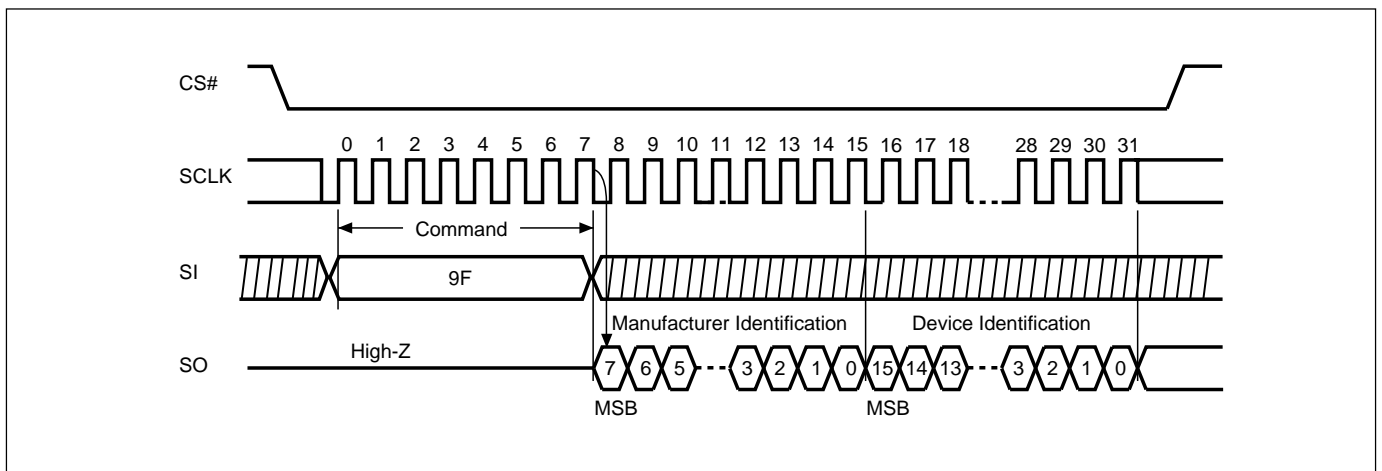 CS#
0 1 2 3 4 5 6 7 8 9 10 11 12 13 14 15 16 17 18 28 29 30 31
SCLK
Command
SI
9F
Manufacturer Identification Device Identification
High-Z
SO
7 6 5 3 2 1 0 15 14 13 3 2 1 0
MSB MSB